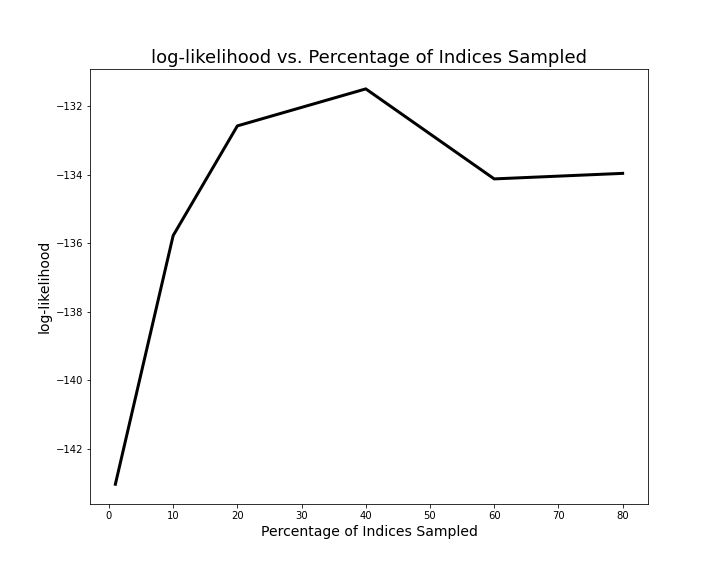 log-likelihood vs. Percentage of Indices Sampled
−132
−134
−136
−138
−140
−142
log-likelihood
0 10 20 30 40 50 60 70 80
Percentage of Indices Sampled